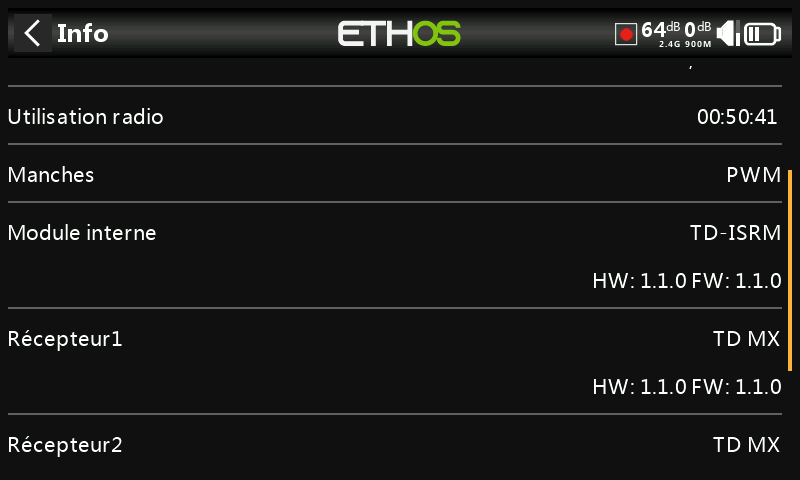 Info
ETHOS
64dB 0dB
2.4G 900M
Utilisation radio 00:50:41
Manches PWM
Module interne TD-ISRM
HW: 1.1.0 FW: 1.1.0
Récepteur1 TD MX
HW: 1.1.0 FW: 1.1.0
Récepteur2 TD MX